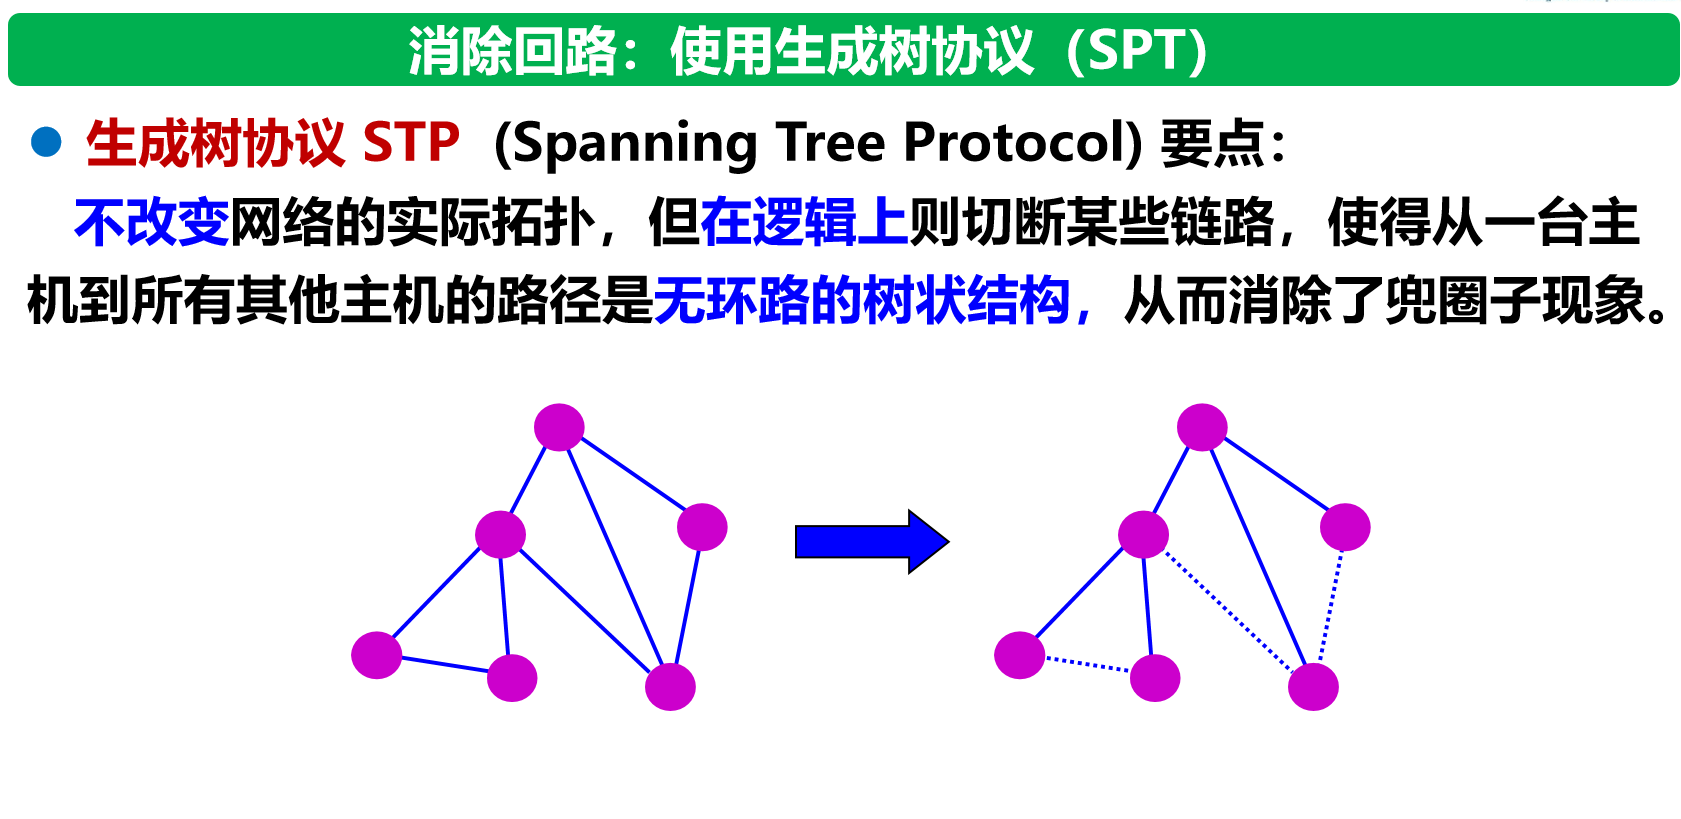 消除回路：使用生成树协议（SPT）
生成树协议 STP (Spanning Tree Protocol) 要点：
不改变网络的实际拓扑，但在逻辑上则切断某些链路，使得从一台主
机到所有其他主机的路径是无环路的树状结构，从而消除了兜圈子现象。